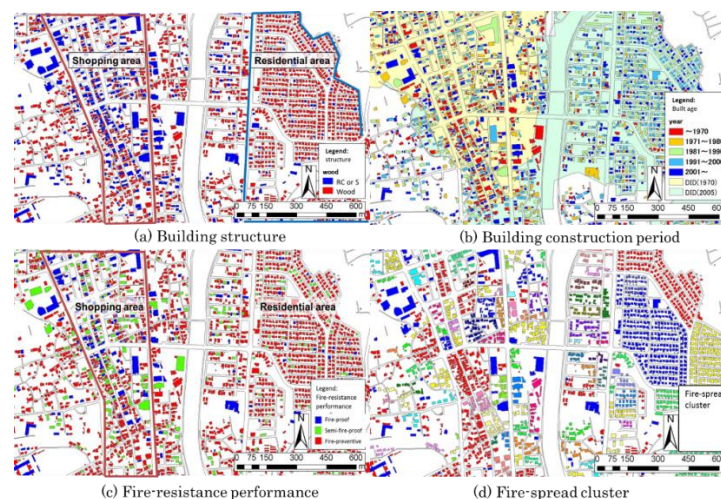 Shopping area
Residential area
Legend:
structure
wood
RC or S
Wood
0 75 150 300 450 600
m
(a) Building structure
Legend
Built age
year
~1970
1971~1980
1981~1990
1991~2000
2001~
DID(1970)
DID(2005)
0 75 150 300 450 600
(b) Building construction period
Shopping area
Residential area
Legend:
Fire-resistance
performance
Fire-proof
Semi-fire-proof
Fire-preventive
0 75 150 300 450 600
(c) Fire-resistance performance
Fire-spread
cluster
0 75 150 300 450 600
(d) Fire-spread cluster